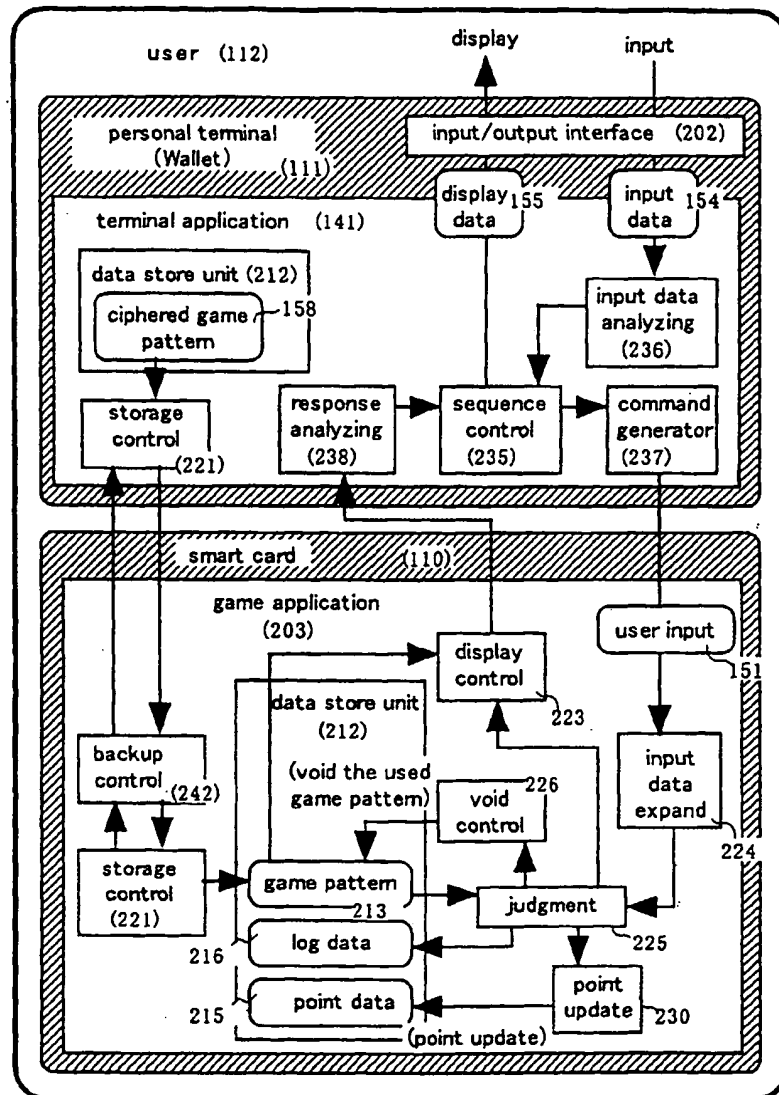 user (112)
display
input
personal terminal
(Wallet)
(111)
input/output interface (202)
display
data
155
input
data
154
terminal application (141)
data store unit (212)
ciphered game
pattern
158
input data
analyzing
(236)
storage
control
(221)
response
analyzing
(238)
sequence
control
(235)
command
generator
(237)
smart card (110)
game application
(203)
user input
151
display
control
223
data store unit
(212)
backup
control
(242)
(void the used
game pattern)
226
void
control
input
data
expand
224
storage
control
(221)
game pattern
213
judgment
225
216
log data
215
point data
point
update
230
(point update)